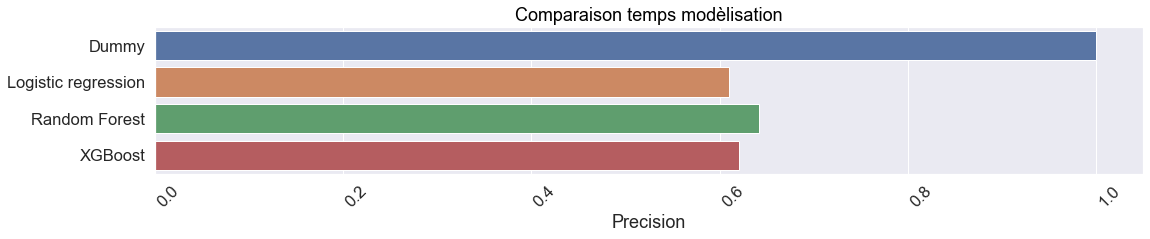 Comparaison temps modèlisation
Dummy
Logistic regression
Random Forest
XGBoost
0.0
0.2
0.4
0.6
0.8
1.0
Precision